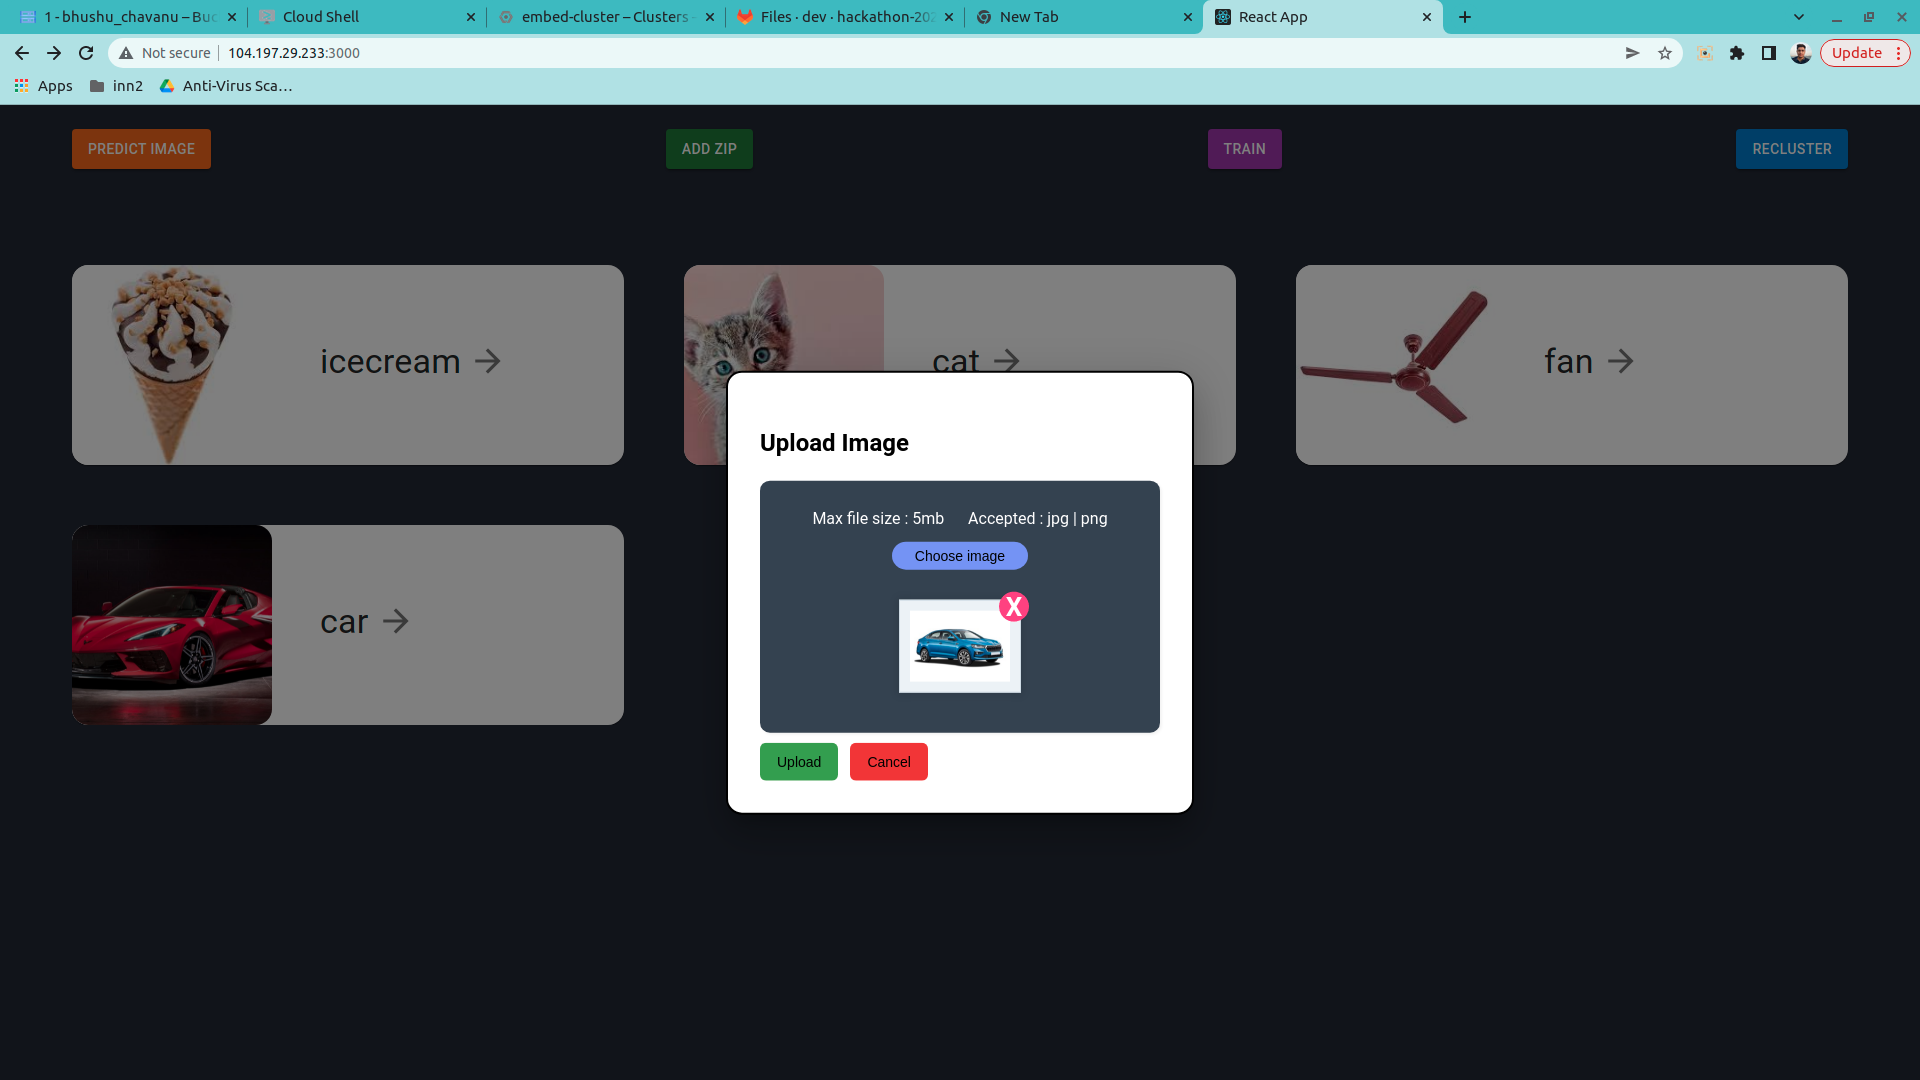 1 - bhushu_chavanu – Buc
Cloud Shell
embed-cluster – Clusters -
Files · dev · hackathon-202
New Tab
React App
Not secure
104.197.29.233:3000
Update
Apps
inn2
Anti-Virus Sca...
PREDICT IMAGE
ADD ZIP
TRAIN
RECLUSTER
icecream →
cat →
fan →
car →
Upload Image
Max file size : 5mb Accepted : jpg | png
Choose image
X
Upload
Cancel